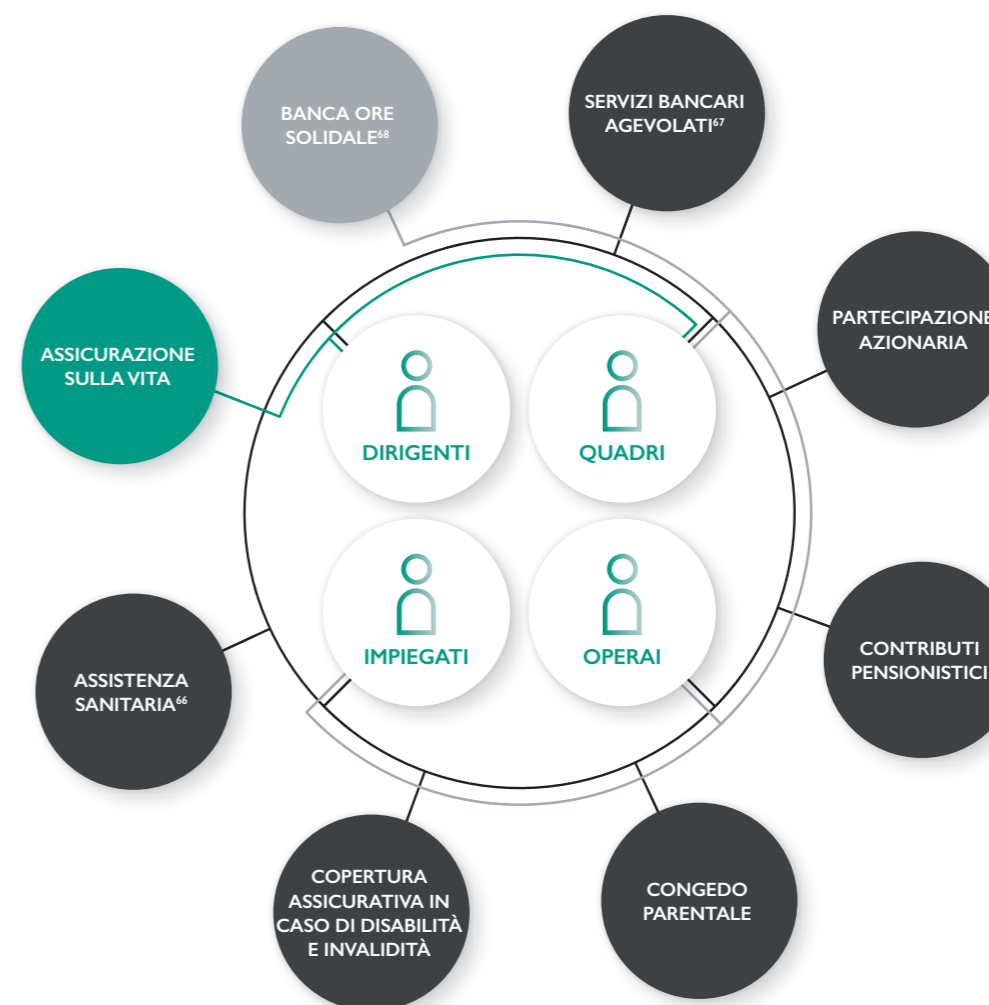 BANCA ORE
SOLIDALE⁶⁸
SERVIZI BANCARI
AGEVOLATI⁶⁷
PARTECIPAZIONE
AZIONARIA
ASSICURAZIONE
SULLA VITA
DIRIGENTI
QUADRI
IMPIEGATI
OPERAI
CONTRIBUTI
PENSIONISTICI
ASSISTENZA
SANITARIA⁶⁶
COPERTURA
ASSICURATIVA IN
CASO DI DISABILITÀ
E INVALIDITÀ
CONGEDO
PARENTALE